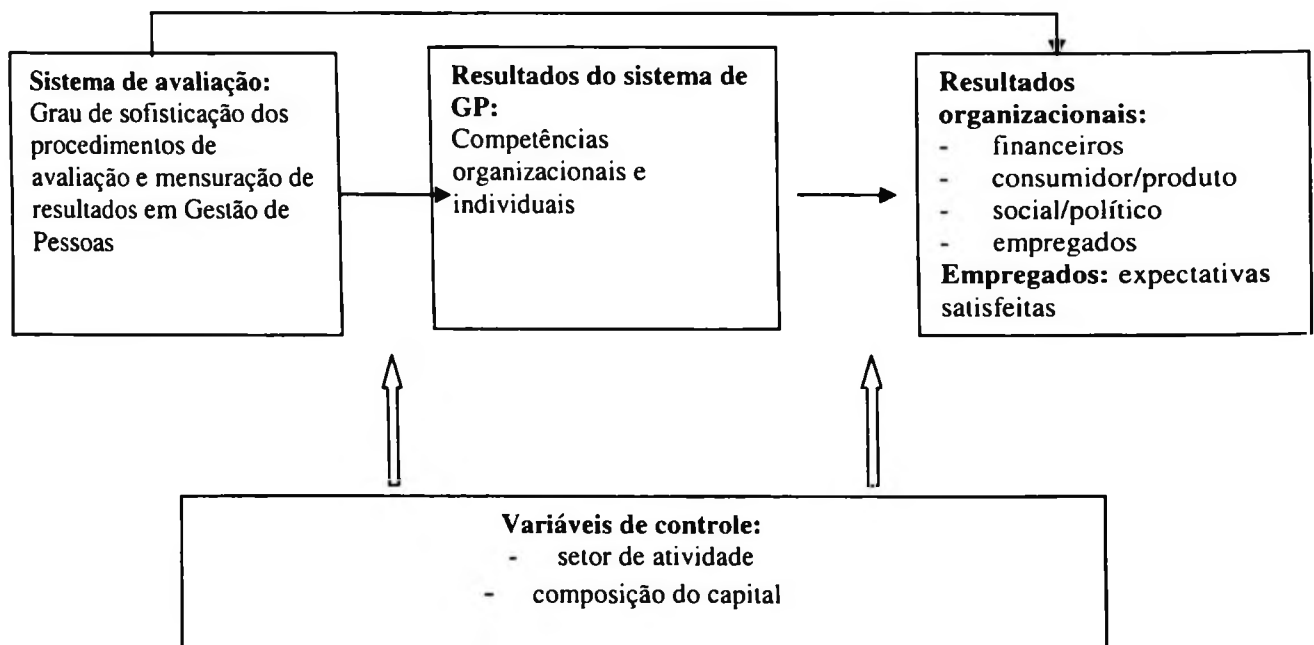 Sistema de avaliação:
Grau de sofisticação dos
procedimentos de
avaliação e mensuração de
resultados em Gestão de
Pessoas
Resultados do sistema de
GP:
Competências
organizacionais e
individuais
Resultados
organizacionais:
- financeiros
- consumidor/produto
- social/político
- empregados
Empregados: expectativas
satisfeitas
Variáveis de controle:
- setor de atividade
- composição do capital